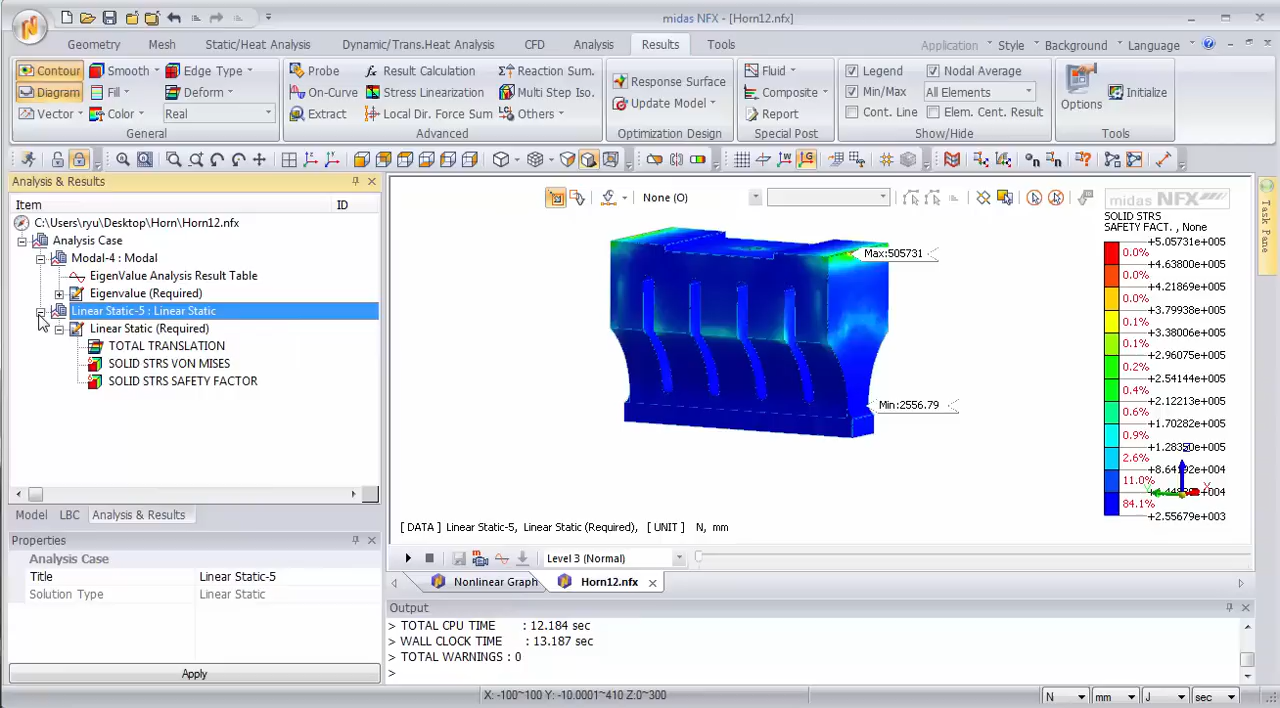 midas NFX - [Horn12.nfx]
Geometry Mesh Static/Heat Analysis Dynamic/Trans.Heat Analysis CFD Analysis Results Tools Application Style Background Language
Contour Smooth Edge Type
Diagram Fill Deform
Vector Color Real
General
Probe Result Calculation Reaction Sum.
On-Curve Stress Linearization Multi Step Iso.
Extract Local Dir. Force Sum Others
Advanced
Response Surface
Update Model
Optimization Design
Fluid
Composite
Report
Special Post
Legend Nodal Average
Min/Max All Elements
Cont. Line Elem. Cent. Result
Show/Hide
Options Initialize
Tools
Analysis & Results
Item ID
C:\Users\ryu\Desktop\Horn\Horn12.nfx
Analysis Case
Modal-4 : Modal
EigenValue Analysis Result Table
Eigenvalue (Required)
Linear Static-5 : Linear Static
Linear Static (Required)
TOTAL TRANSLATION
SOLID STRS VON MISES
SOLID STRS SAFETY FACTOR
Model LBC Analysis & Results
Properties
Analysis Case
Title Linear Static-5
Solution Type Linear Static
Apply
None (O)
midas NFX
SOLID STRS
SAFETY FACT. , None
+5.05731e+005
0.0%
+4.63800e+005
0.0%
+4.21869e+005
0.0%
+3.79938e+005
0.1%
+3.38006e+005
0.1%
+2.96075e+005
0.2%
+2.54144e+005
0.4%
+2.12213e+005
0.6%
+1.70282e+005
0.9%
+1.28350e+005
2.6%
11.0%
84.1%
+2.55679e+003
Max:505731
Min:2556.79
Z
X
[ DATA ] Linear Static-5, Linear Static (Required), [ UNIT ] N, mm
Level 3 (Normal)
Nonlinear Graph Horn12.nfx
Output
> TOTAL CPU TIME : 12.184 sec
> WALL CLOCK TIME : 13.187 sec
> TOTAL WARNINGS : 0
>
Task Pane
X: -100~100 Y: -10.0001~410 Z:0~300
N mm J sec